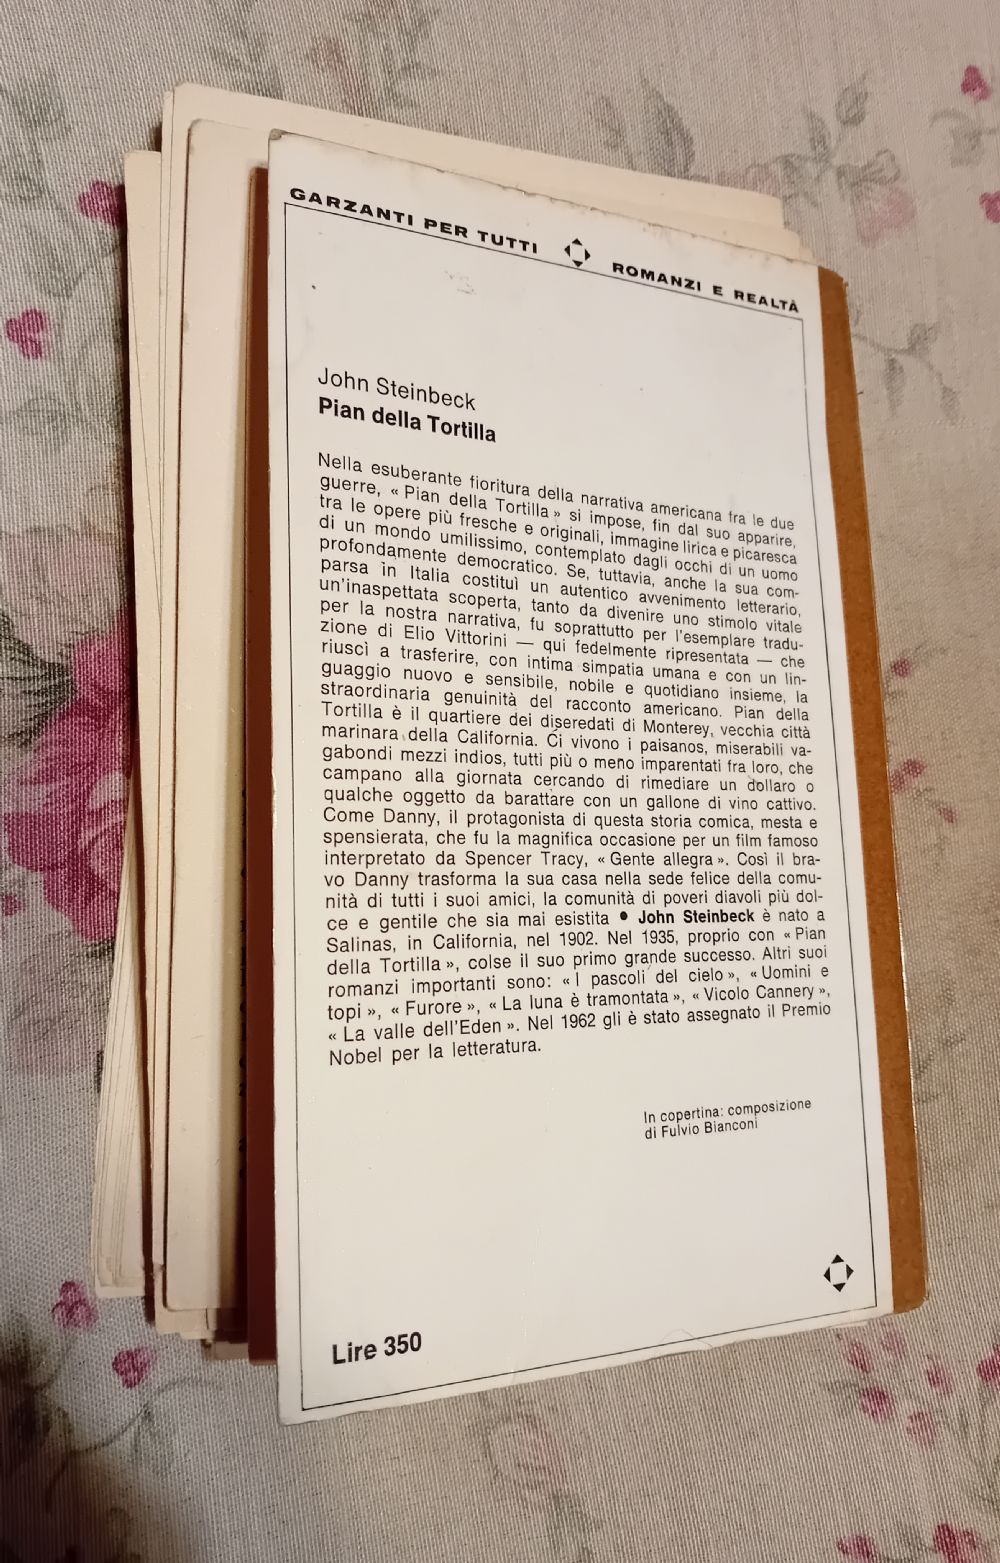 GARZANTI PER TUTTI ROMANZI E REALTÀ
John Steinbeck
Pian della Tortilla
Nella esuberante fioritura della narrativa americana fra le due
guerre, « Pian della Tortilla » si impose, fin dal suo apparire,
tra le opere più fresche e originali, immagine lirica e picaresca
di un mondo umilissimo, contemplato dagli occhi di un uomo
profondamente democratico. Se, tuttavia, anche la sua com-
parsa in Italia costituì un autentico avvenimento letterario,
un'inaspettata scoperta, tanto da divenire uno stimolo vitale
per la nostra narrativa, fu soprattutto per l'esemplare tradu-
zione di Elio Vittorini — qui fedelmente ripresentata — che
riuscì a trasferire, con intima simpatia umana e con un lin-
guaggio nuovo e sensibile, nobile e quotidiano insieme, la
straordinaria genuinità del racconto americano. Pian della
Tortilla è il quartiere dei diseredati di Monterey, vecchia città
marinara della California. Ci vivono i paisanos, miserabili va-
gabondi mezzi indios, tutti più o meno imparentati fra loro, che
campano alla giornata cercando di rimediare un dollaro o
qualche oggetto da barattare con un gallone di vino cattivo.
Come Danny, il protagonista di questa storia comica, mesta e
spensierata, che fu la magnifica occasione per un film famoso
interpretato da Spencer Tracy, « Gente allegra ». Così il bra-
vo Danny trasforma la sua casa nella sede felice della comu-
nità di tutti i suoi amici, la comunità di poveri diavoli più dol-
ce e gentile che sia mai esistita ● John Steinbeck è nato a
Salinas, in California, nel 1902. Nel 1935, proprio con « Pian
della Tortilla », colse il suo primo grande successo. Altri suoi
romanzi importanti sono: « I pascoli del cielo », « Uomini e
topi », « Furore », « La luna è tramontata », « Vicolo Cannery »,
« La valle dell'Eden ». Nel 1962 gli è stato assegnato il Premio
Nobel per la letteratura.
In copertina: composizione
di Fulvio Bianconi
Lire 350